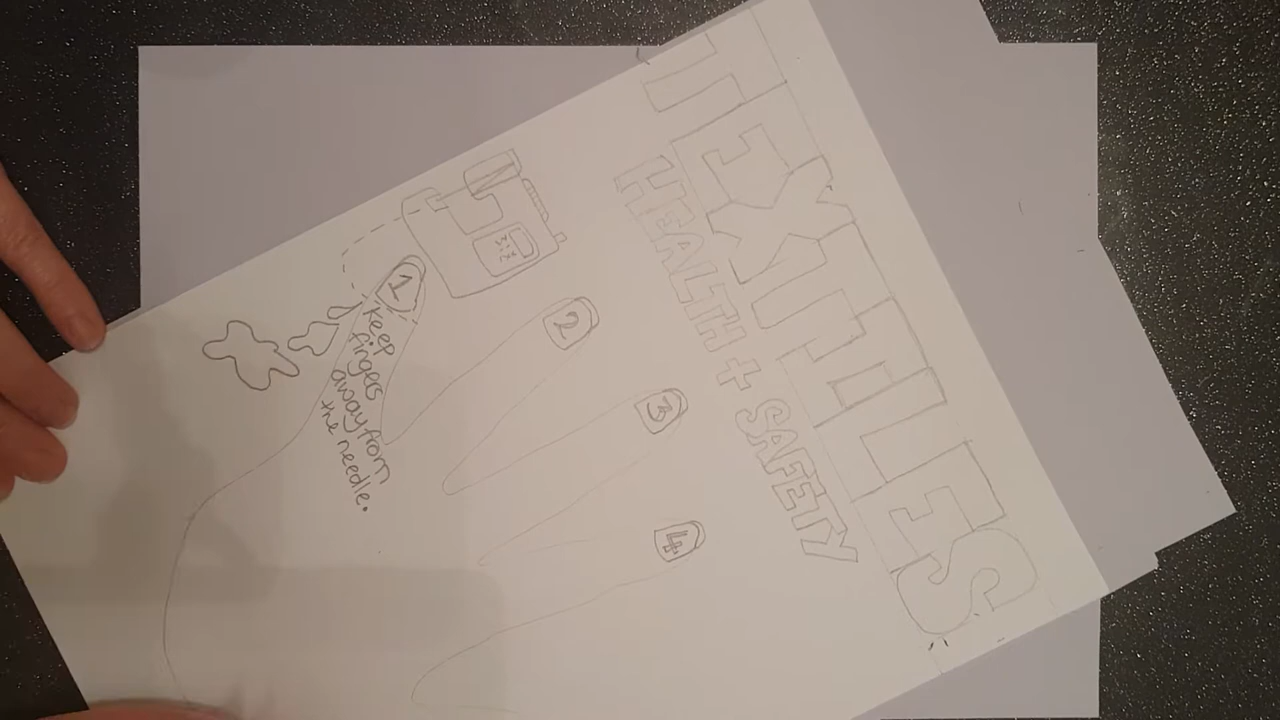 TEXTILES
HEALTH + SAFETY
1
Keep
fingers
away from
the needle.
2
3
4